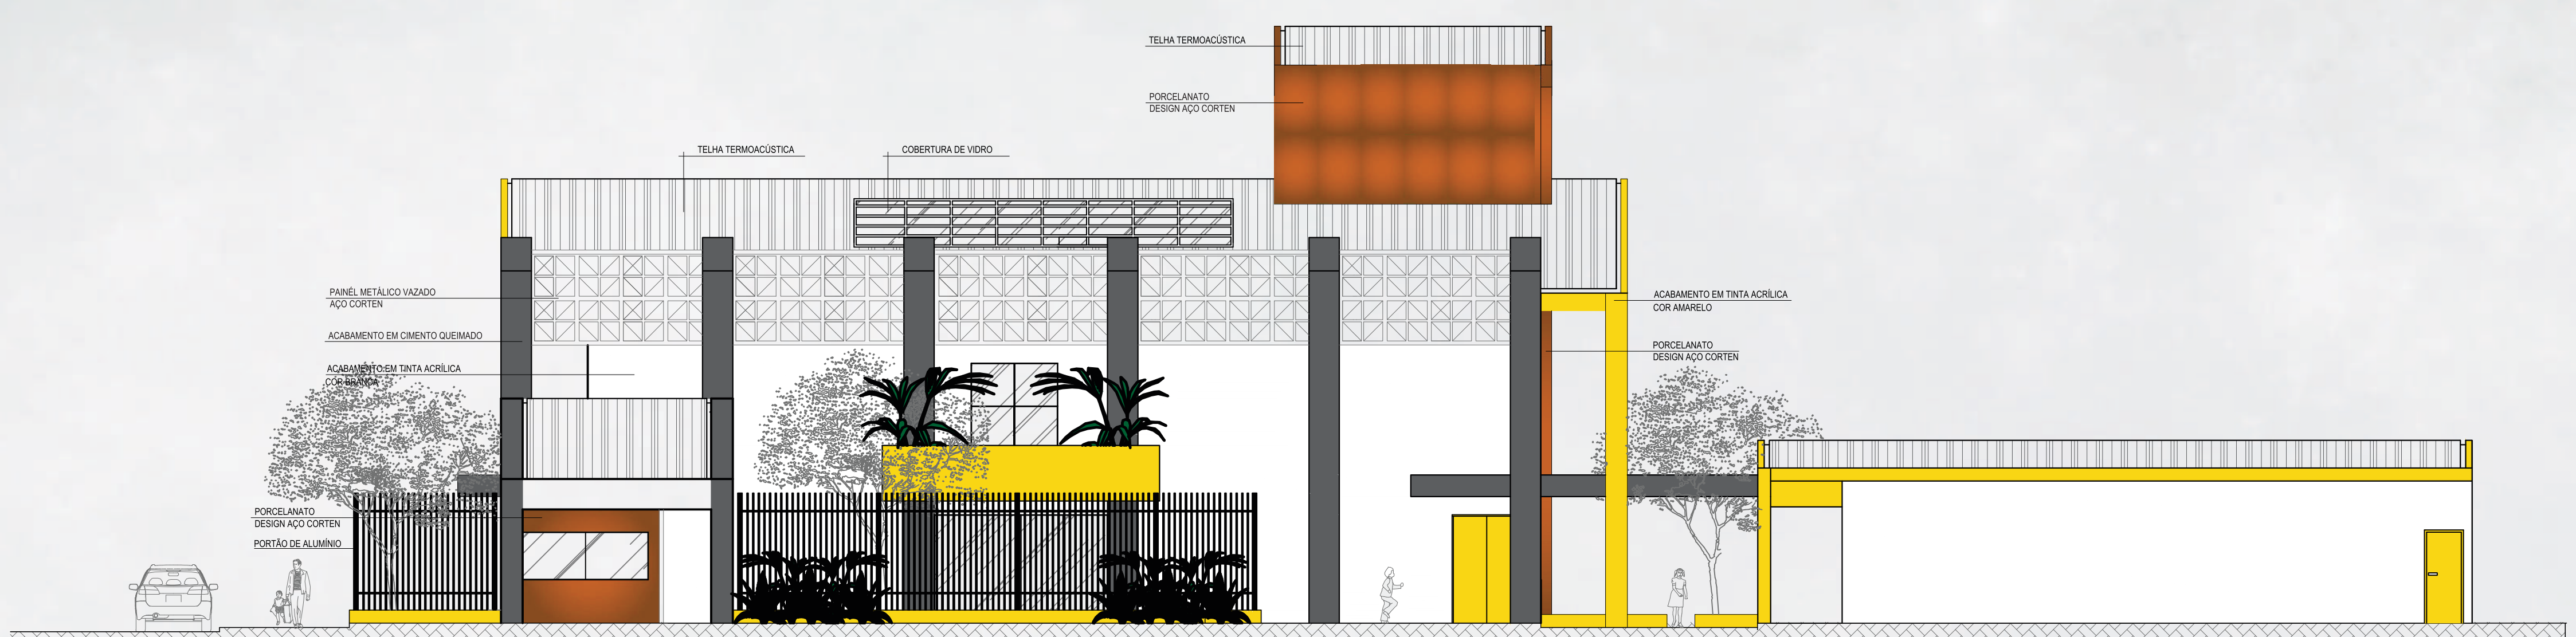 TELHA TERMOACÚSTICA
PORCELANATO
DESIGN AÇO CORTEN
TELHA TERMOACÚSTICA
COBERTURA DE VIDRO
PAINÉL METÁLICO VAZADO
AÇO CORTEN
ACABAMENTO EM CIMENTO QUEIMADO
ACABAMENTO EM TINTA ACRÍLICA
COR BRANCA
ACABAMENTO EM TINTA ACRÍLICA
COR AMARELO
PORCELANATO
DESIGN AÇO CORTEN
PORCELANATO
DESIGN AÇO CORTEN
PORTÃO DE ALUMÍNIO